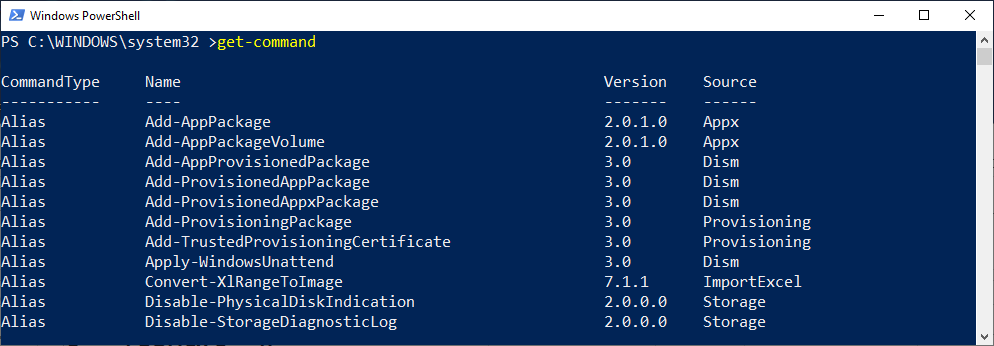 Windows PowerShell
PS C:\WINDOWS\system32 >get-command
CommandType Name Version Source
----------- ---- ------- ------
Alias Add-AppPackage 2.0.1.0 Appx
Alias Add-AppPackageVolume 2.0.1.0 Appx
Alias Add-AppProvisionedPackage 3.0 Dism
Alias Add-ProvisionedAppPackage 3.0 Dism
Alias Add-ProvisionedAppxPackage 3.0 Dism
Alias Add-ProvisioningPackage 3.0 Provisioning
Alias Add-TrustedProvisioningCertificate 3.0 Provisioning
Alias Apply-WindowsUnattend 3.0 Dism
Alias Convert-XlRangeToImage 7.1.1 ImportExcel
Alias Disable-PhysicalDiskIndication 2.0.0.0 Storage
Alias Disable-StorageDiagnosticLog 2.0.0.0 Storage